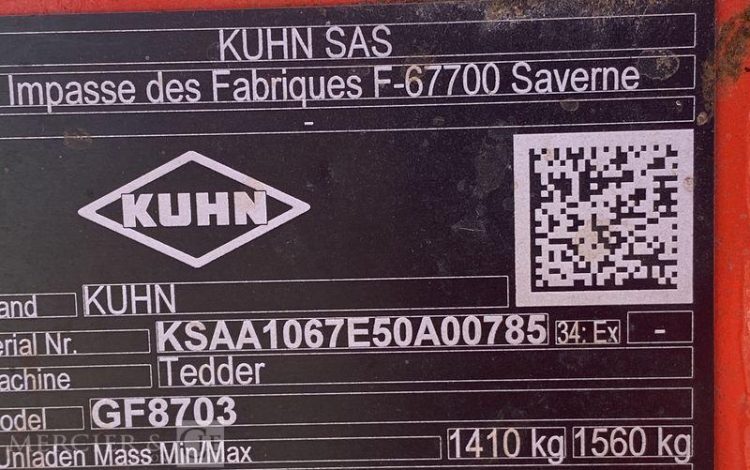 KUHN SAS
Impasse des Fabriques F-67700 Saverne
-
KUHN
and KUHN
erial Nr. KSAA1067E50A00785 34: Ex -
achine Tedder
odel GF8703
Unladen Mass Min/Max 1410 kg 1560 kg
MERCIER S